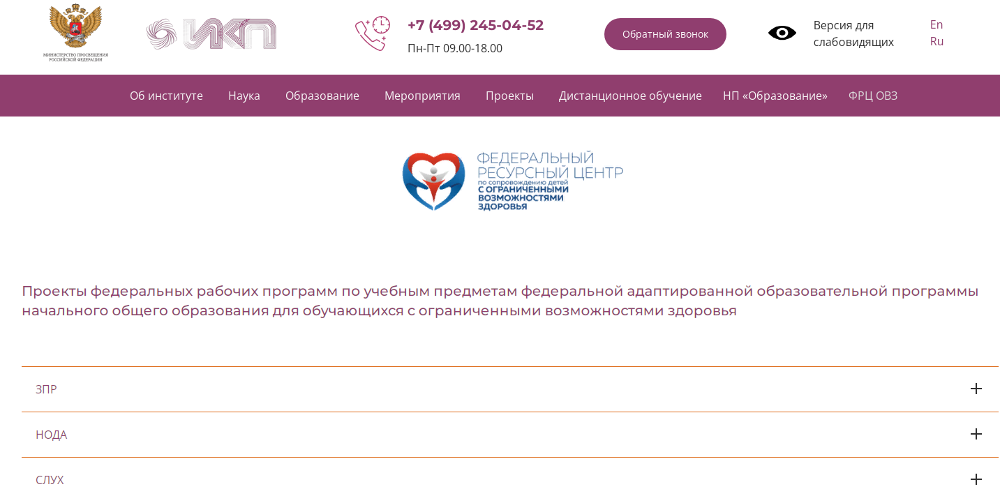 МИНИСТЕРСТВО ПРОСВЕЩЕНИЯ
РОССИЙСКОЙ ФЕДЕРАЦИИ
ИКП
+7 (499) 245-04-52
Пн-Пт 09.00-18.00
Обратный звонок
Версия для
слабовидящих
En
Ru
Об институте Наука Образование Мероприятия Проекты Дистанционное обучение НП «Образование» ФРЦ ОВЗ
ФЕДЕРАЛЬНЫЙ
РЕСУРСНЫЙ ЦЕНТР
по сопровождению детей
С ОГРАНИЧЕННЫМИ
ВОЗМОЖНОСТЯМИ
ЗДОРОВЬЯ
Проекты федеральных рабочих программ по учебным предметам федеральной адаптированной образовательной программы
начального общего образования для обучающихся с ограниченными возможностями здоровья
ЗПР
НОДА
СЛУХ